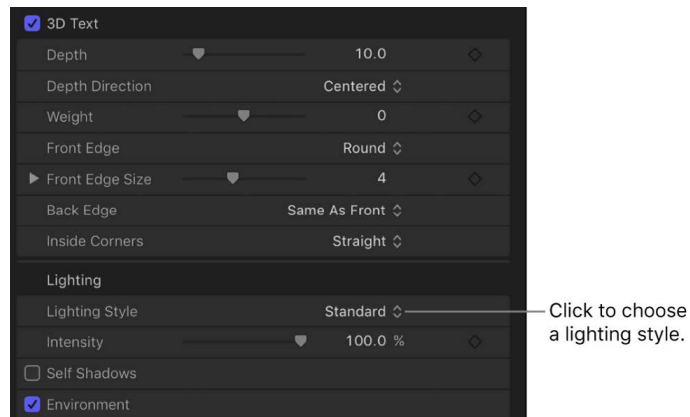 3D Text
Depth 10.0
Depth Direction Centered
Weight 0
Front Edge Round
Front Edge Size 4
Back Edge Same As Front
Inside Corners Straight
Lighting
Lighting Style Standard
Click to choose
a lighting style.
Intensity 100.0 %
Self Shadows
Environment